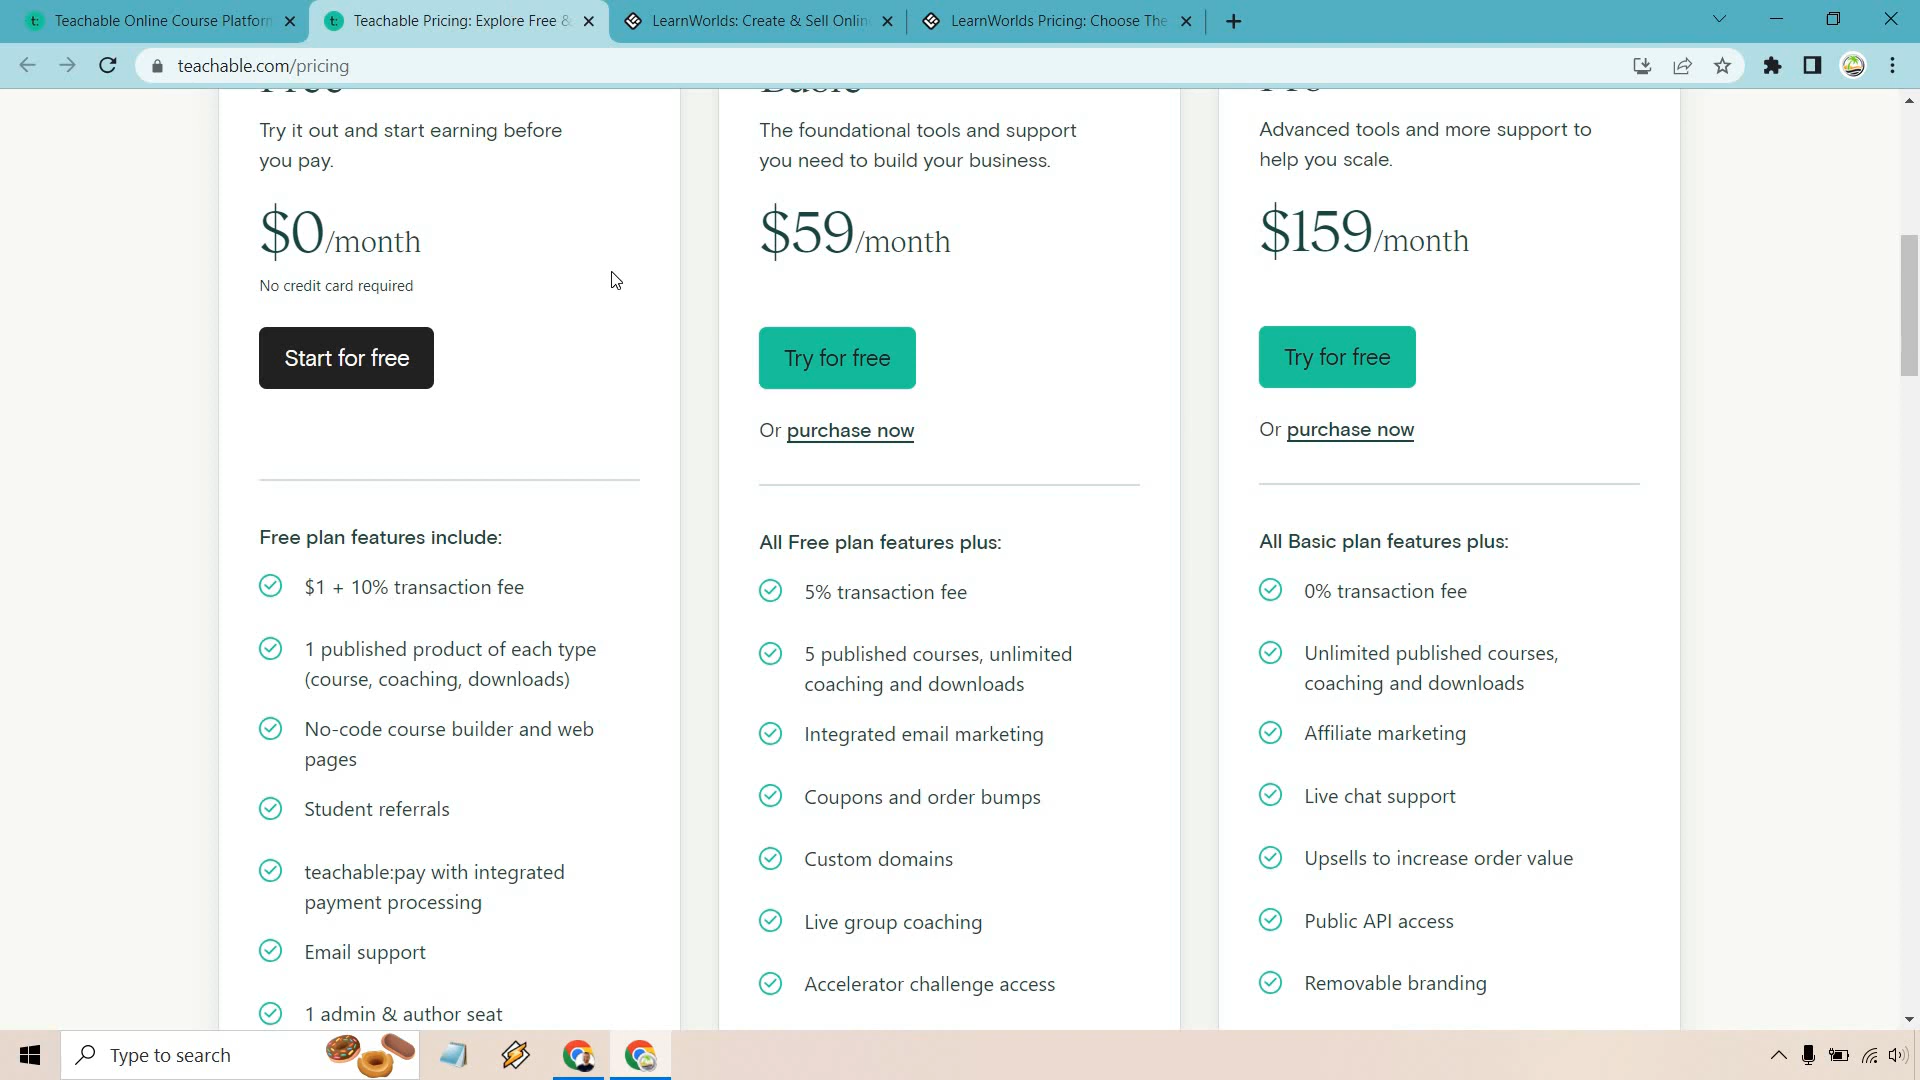 Teachable Online Course Platform
Teachable Pricing: Explore Free &
LearnWorlds: Create & Sell Onlin
LearnWorlds Pricing: Choose The
teachable.com/pricing
Free
Basic
Pro
Try it out and start earning before
you pay.
$0/month
No credit card required
Start for free
Free plan features include:
$1 + 10% transaction fee
1 published product of each type
(course, coaching, downloads)
No-code course builder and web
pages
Student referrals
teachable:pay with integrated
payment processing
Email support
1 admin & author seat
The foundational tools and support
you need to build your business.
$59/month
Try for free
Or purchase now
All Free plan features plus:
5% transaction fee
5 published courses, unlimited
coaching and downloads
Integrated email marketing
Coupons and order bumps
Custom domains
Live group coaching
Accelerator challenge access
Advanced tools and more support to
help you scale.
$159/month
Try for free
Or purchase now
All Basic plan features plus:
0% transaction fee
Unlimited published courses,
coaching and downloads
Affiliate marketing
Live chat support
Upsells to increase order value
Public API access
Removable branding
Type to search